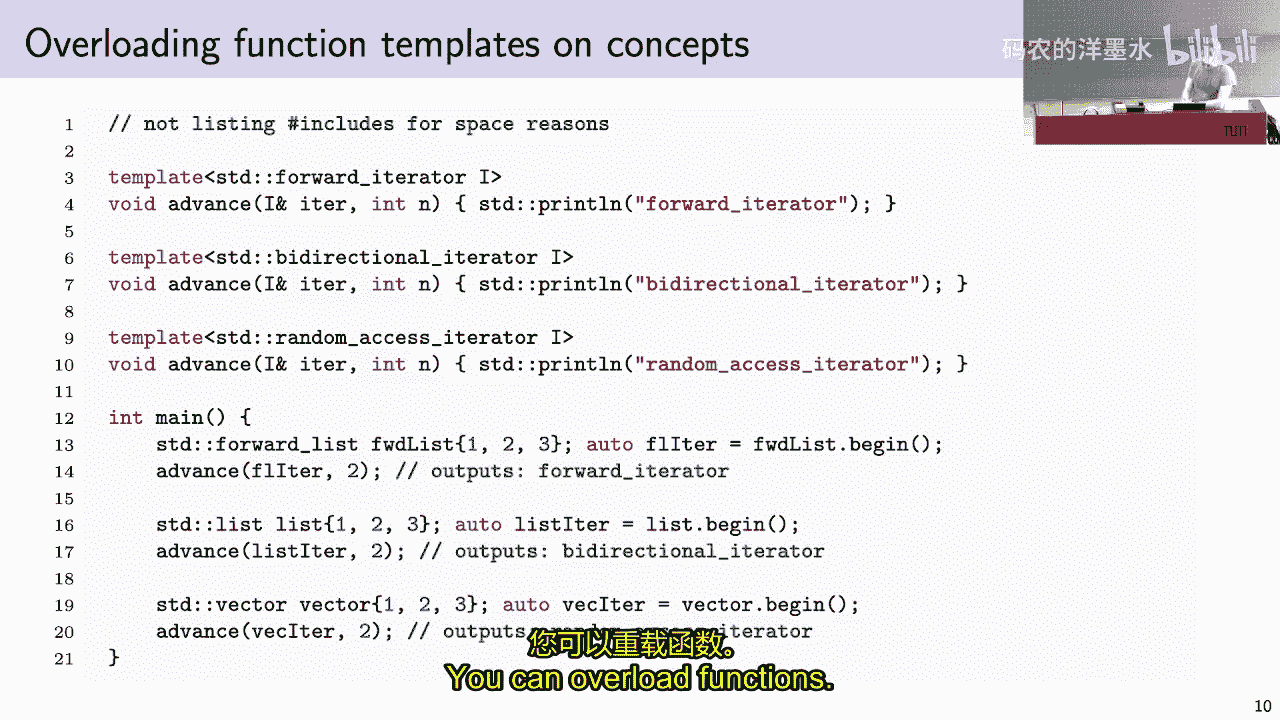 Overloading function templates on concepts
码农的洋墨水 bilibili
TUTI
1 // not listing #includes for space reasons
2
3 template<std::forward_iterator I>
4 void advance(I& iter, int n) { std::println("forward_iterator"); }
5
6 template<std::bidirectional_iterator I>
7 void advance(I& iter, int n) { std::println("bidirectional_iterator"); }
8
9 template<std::random_access_iterator I>
10 void advance(I& iter, int n) { std::println("random_access_iterator"); }
11
12 int main() {
13 std::forward_list fwdList{1, 2, 3}; auto flIter = fwdList.begin();
14 advance(flIter, 2); // outputs: forward_iterator
15
16 std::list list{1, 2, 3}; auto listIter = list.begin();
17 advance(listIter, 2); // outputs: bidirectional_iterator
18
19 std::vector vector{1, 2, 3}; auto vecIter = vector.begin();
20 advance(vecIter, 2); // outputs: iterator
21 }
您可以重载函数。
You can overload functions.
10